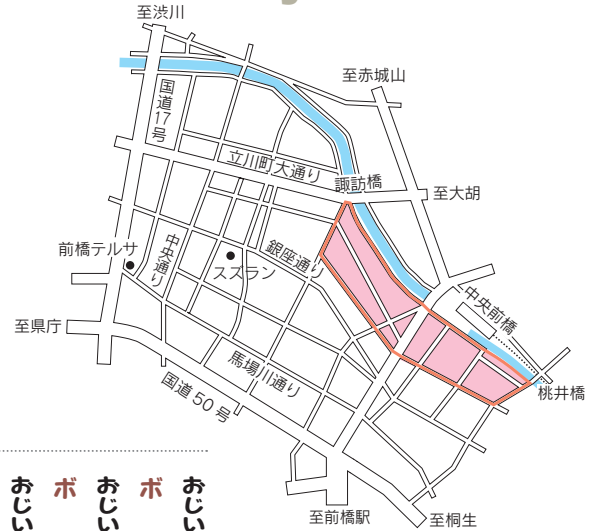 至渋川
至赤城山
国道17号
立川町大通り
諏訪橋
至大胡
前橋テルサ
中央通り
スズラン
銀座通り
中央前橋
至県庁
馬場川通り
国道50号
桃井橋
至前橋駅
至桐生
おじい
ボ
おじい
ボ
おじい